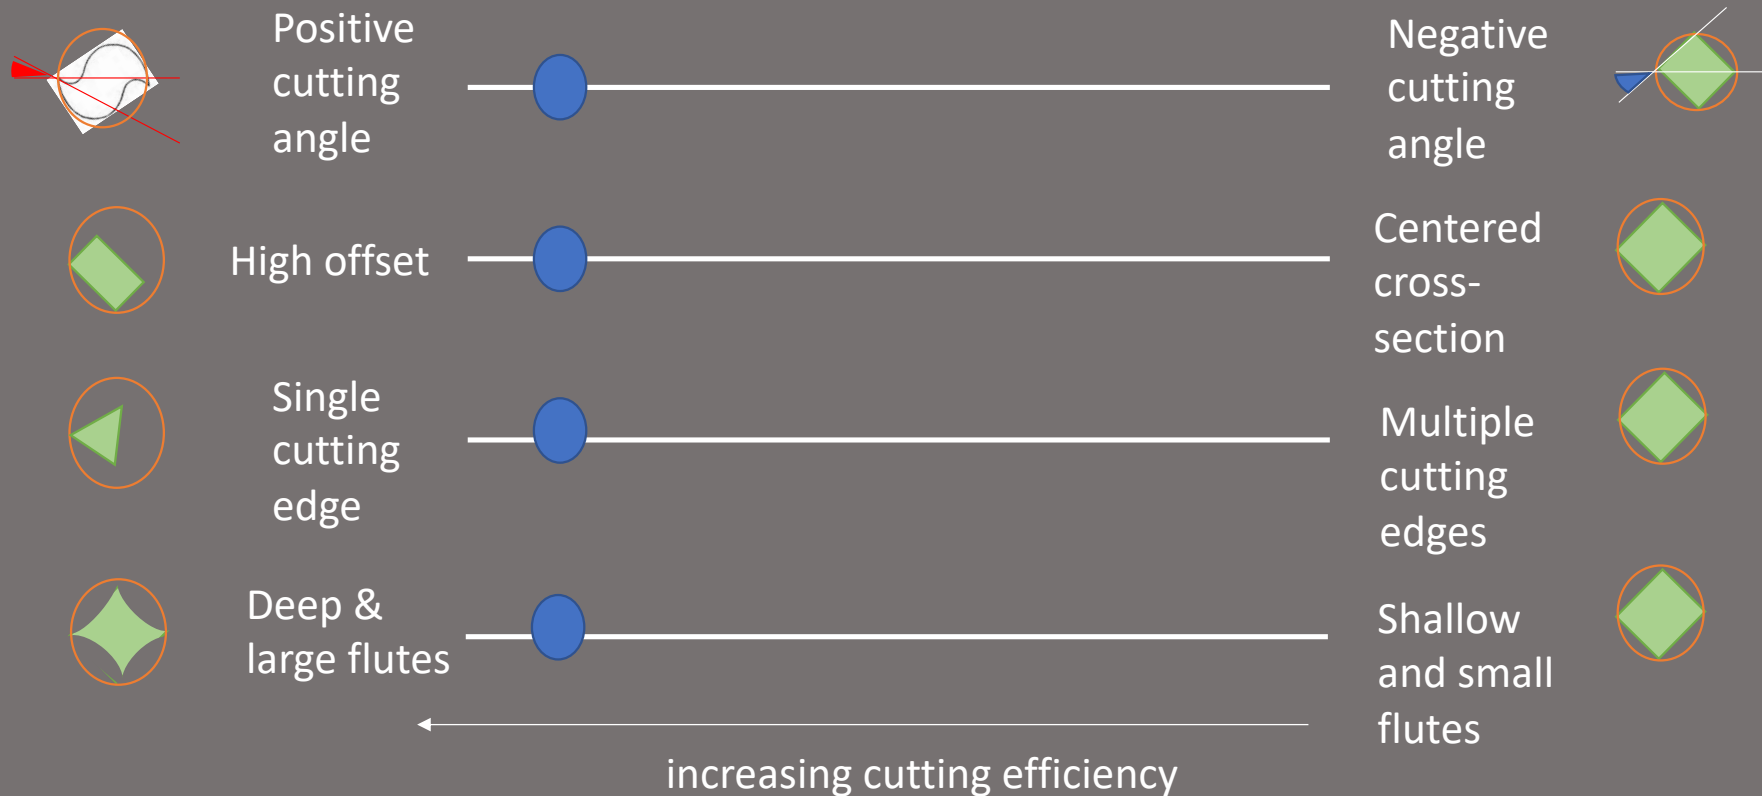 Positive
cutting
angle
Negative
cutting
angle
High offset
Centered
cross-
section
Single
cutting
edge
Multiple
cutting
edges
Deep &
large flutes
Shallow
and small
flutes
increasing cutting efficiency